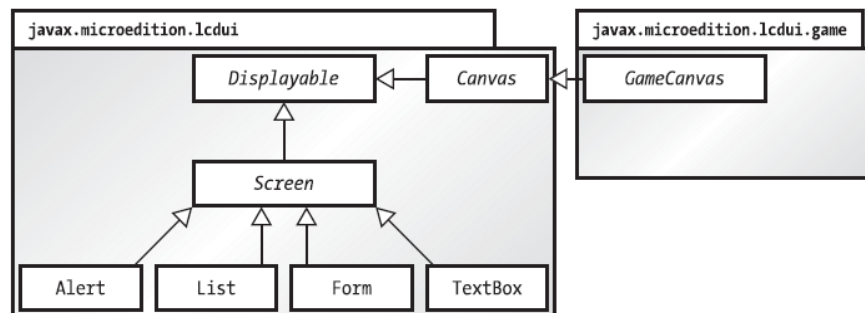 javax.microedition.lcdui
javax.microedition.lcdui.game
Displayable
Canvas
GameCanvas
Screen
Alert
List
Form
TextBox